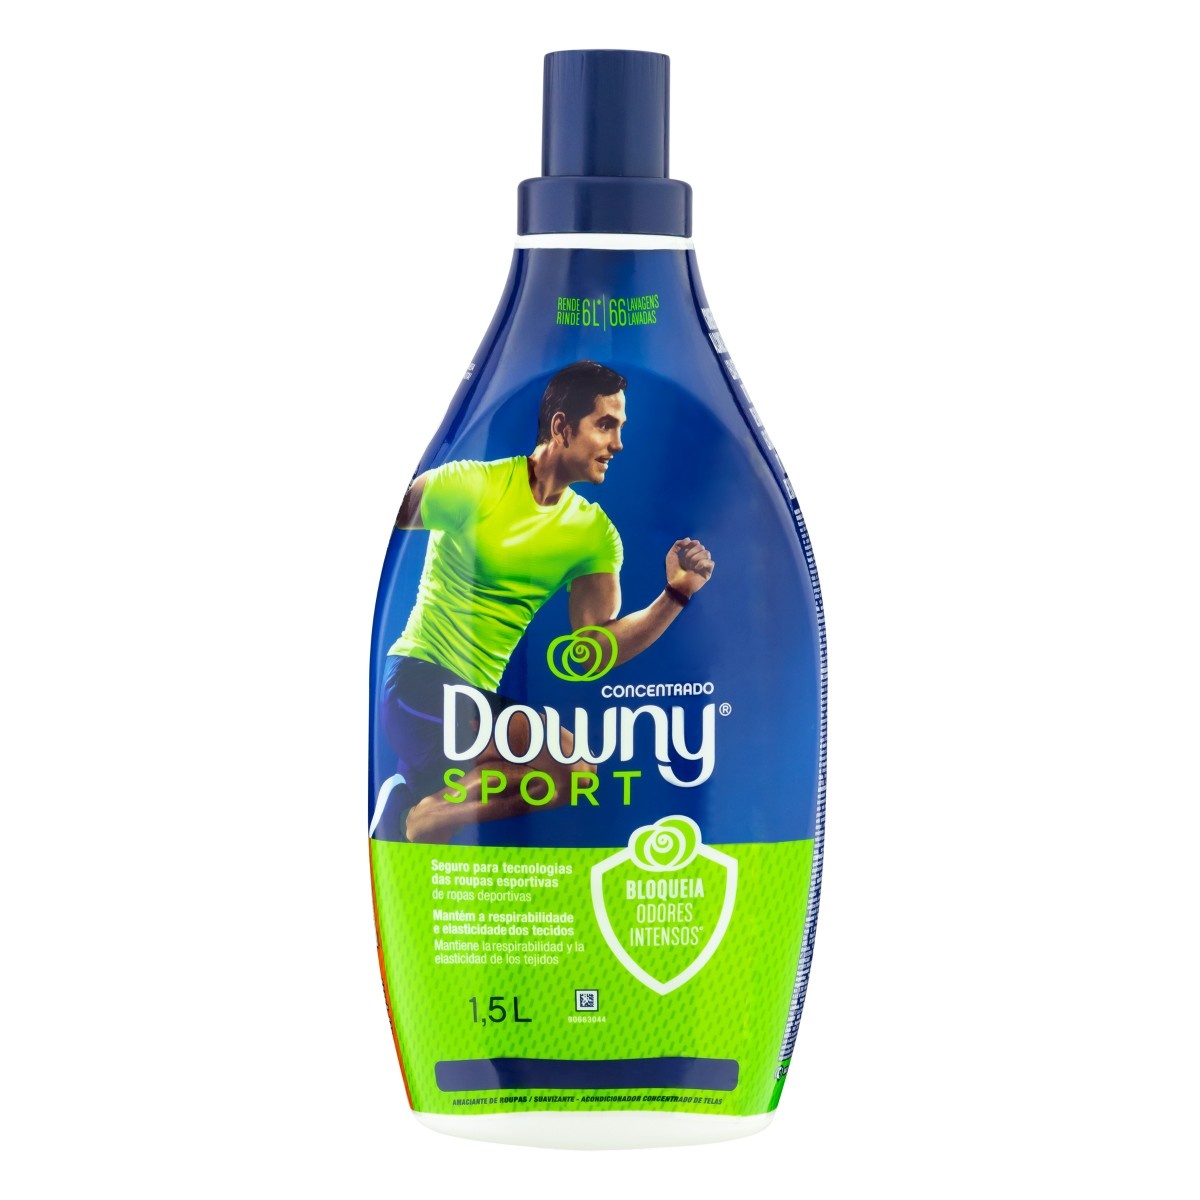 RENDE 6L* | 66 LAVAGENS
RINDE LAVADAS*
CONCENTRADO
Downy®
SPORT
Seguro para tecnologias
das roupas esportivas
de ropas deportivas
Mantém a respirabilidade
e elasticidade dos tecidos
Mantiene la respirabilidad y la
elasticidad de los tejidos
BLOQUEIA
ODORES
INTENSOS*
1,5 L
90663044
AMACIANTE DE ROUPAS / SUAVIZANTE - ACONDICIONADOR CONCENTRADO DE TELAS